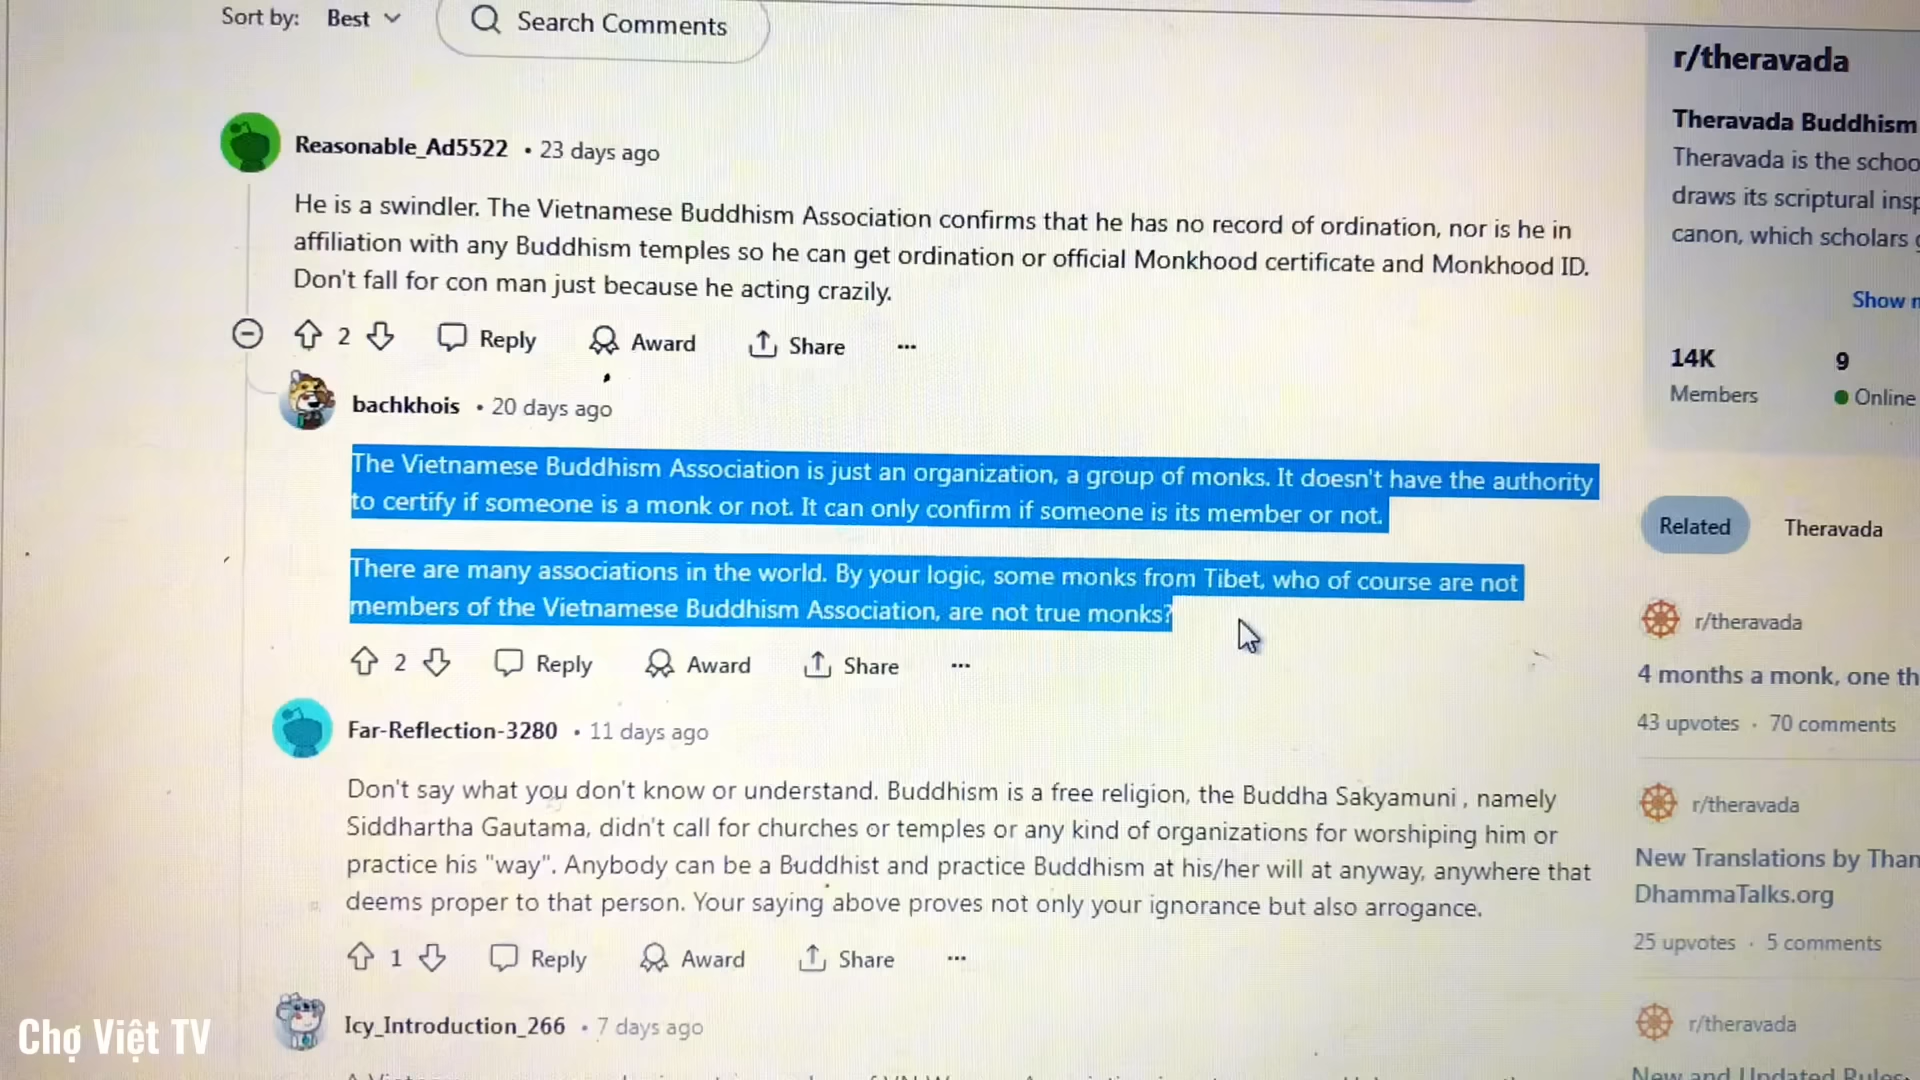 Sort by: Best
Search Comments
Reasonable_Ad5522 • 23 days ago
He is a swindler. The Vietnamese Buddhism Association confirms that he has no record of ordination, nor is he in
affiliation with any Buddhism temples so he can get ordination or official Monkhood certificate and Monkhood ID.
Don't fall for con man just because he acting crazily.
2 Reply Award Share ...
bachkhois • 20 days ago
The Vietnamese Buddhism Association is just an organization, a group of monks. It doesn't have the authority
to certify if someone is a monk or not. It can only confirm if someone is its member or not.
There are many associations in the world. By your logic, some monks from Tibet, who of course are not
members of the Vietnamese Buddhism Association, are not true monks?
2 Reply Award Share ...
Far-Reflection-3280 • 11 days ago
Don't say what you don't know or understand. Buddhism is a free religion, the Buddha Sakyamuni , namely
Siddhartha Gautama, didn't call for churches or temples or any kind of organizations for worshiping him or
practice his "way". Anybody can be a Buddhist and practice Buddhism at his/her will at anyway, anywhere that
deems proper to that person. Your saying above proves not only your ignorance but also arrogance.
1 Reply Award Share ...
Icy_Introduction_266 • 7 days ago
r/theravada
Theravada Buddhism
Theravada is the schoo
draws its scriptural insp
canon, which scholars
Show
14K 9
Members Online
Related Theravada
r/theravada
4 months a monk, one th
43 upvotes · 70 comments
r/theravada
New Translations by Than
DhammaTalks.org
25 upvotes · 5 comments
r/theravada
New and Updated Rules
Chợ Việt TV